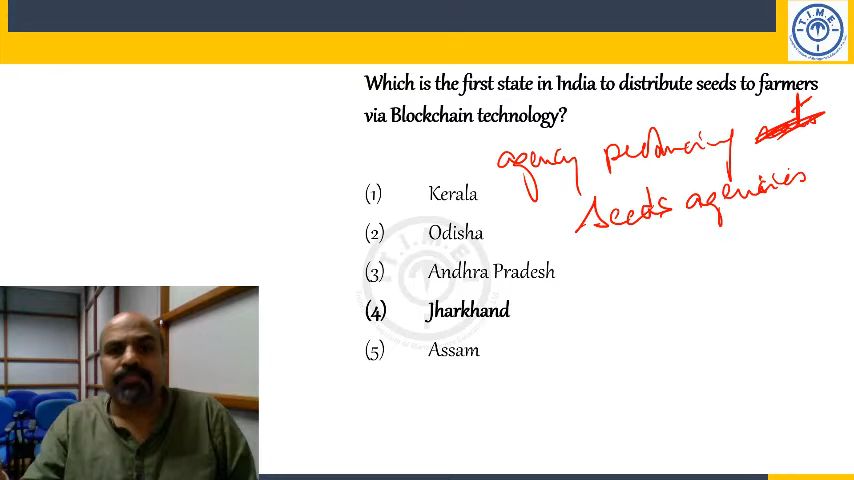 T.I.M.E.
Which is the first state in India to distribute seeds to farmers
via Blockchain technology?
agency producing
seeds agencies
(1) Kerala
(2) Odisha
(3) Andhra Pradesh
(4) Jharkhand
(5) Assam